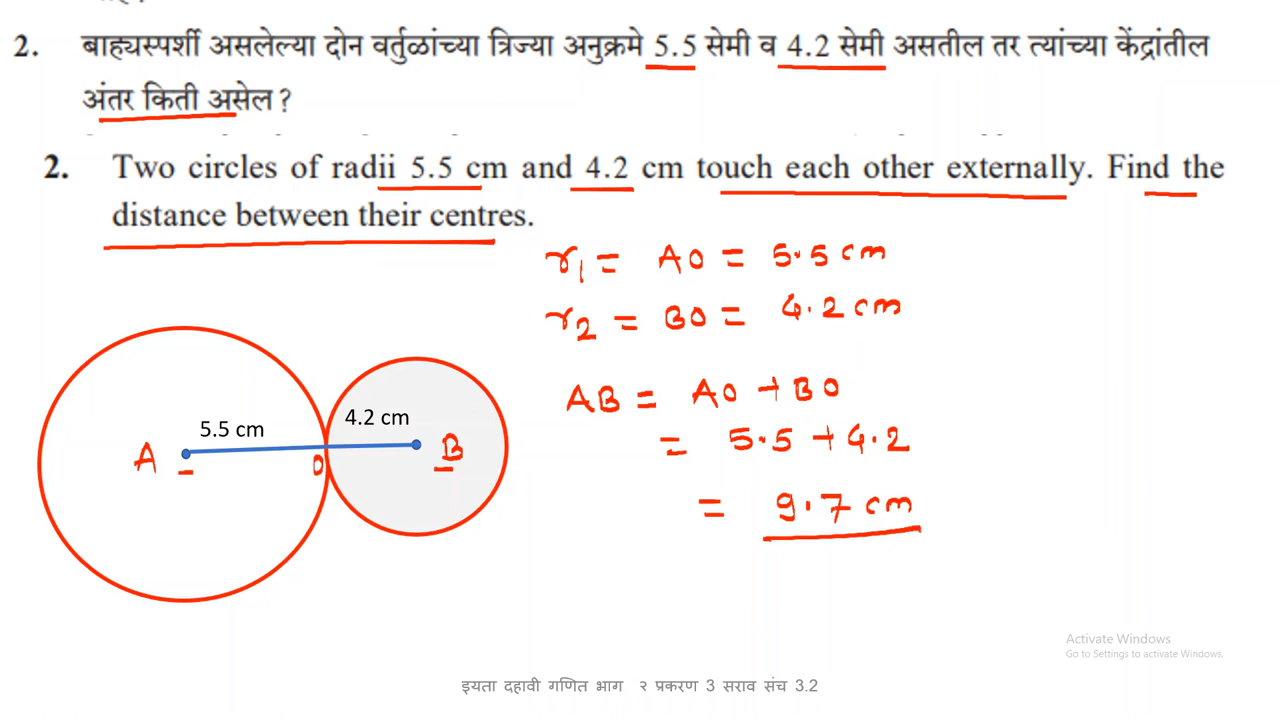 2. बाह्यस्पर्शी असलेल्या दोन वर्तुळांच्या त्रिज्या अनुक्रमे 5.5 सेमी व 4.2 सेमी असतील तर त्यांच्या केंद्रांतील
अंतर किती असेल ?
2. Two circles of radii 5.5 cm and 4.2 cm touch each other externally. Find the
distance between their centres.
r1 = AO = 5.5 cm
r2 = BO = 4.2 cm
AB = AO + BO
= 5.5 + 4.2
= 9.7 cm
5.5 cm
4.2 cm
A
O
B
Activate Windows
Go to Settings to activate Windows.
इयता दहावी गणित भाग २ प्रकरण 3 सराव संच 3.2